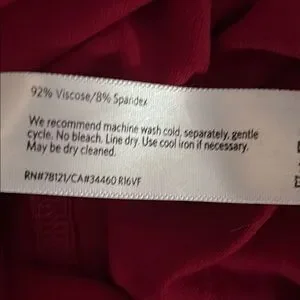 92% Viscose/8% Spandex
We recommend machine wash cold, separately, gentle
cycle. No bleach. Line dry. Use cool iron if necessary.
May be dry cleaned.
RN#78121/CA#34460 R16VF